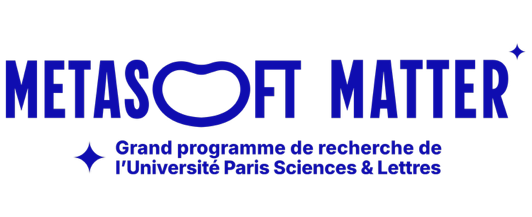 METASOFT MATTER
Grand programme de recherche de
l'Université Paris Sciences & Lettres